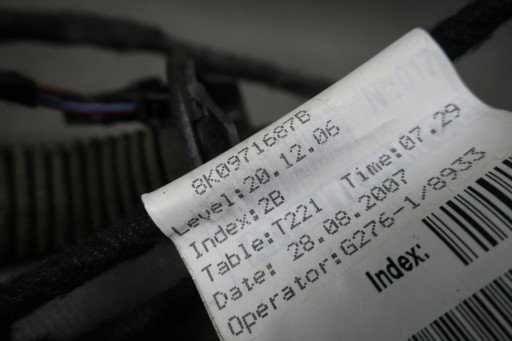 8K0971687B
Level:20.12.06
Index:2B
Table:T221 Time:07.29
Date: 28.08.2007
Operator:G276-1/8933
Index: